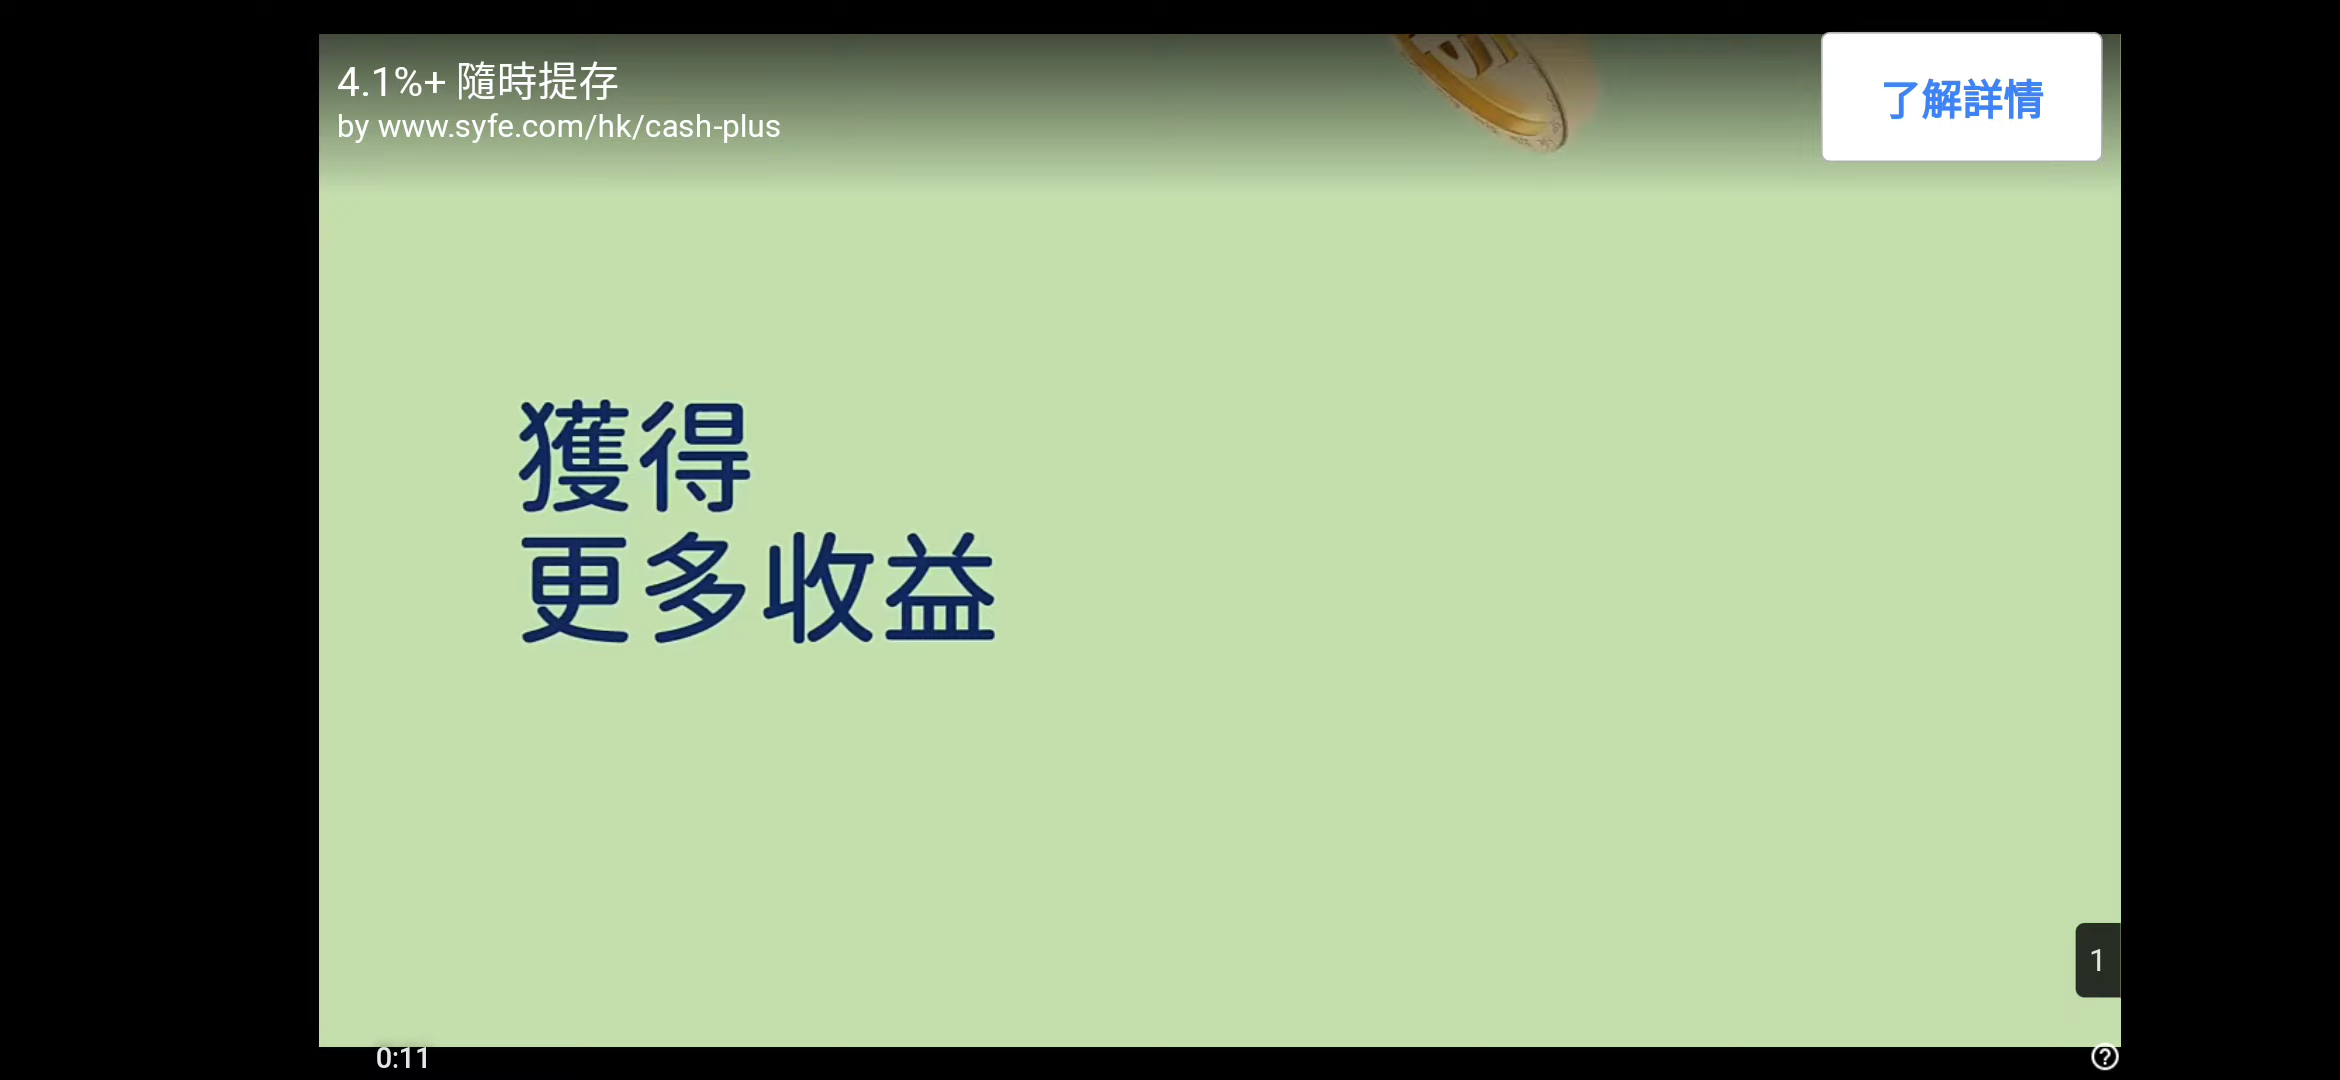 4.1%+ 隨時提存
by www.syfe.com/hk/cash-plus
了解詳情
獲得
更多收益
1
0:11